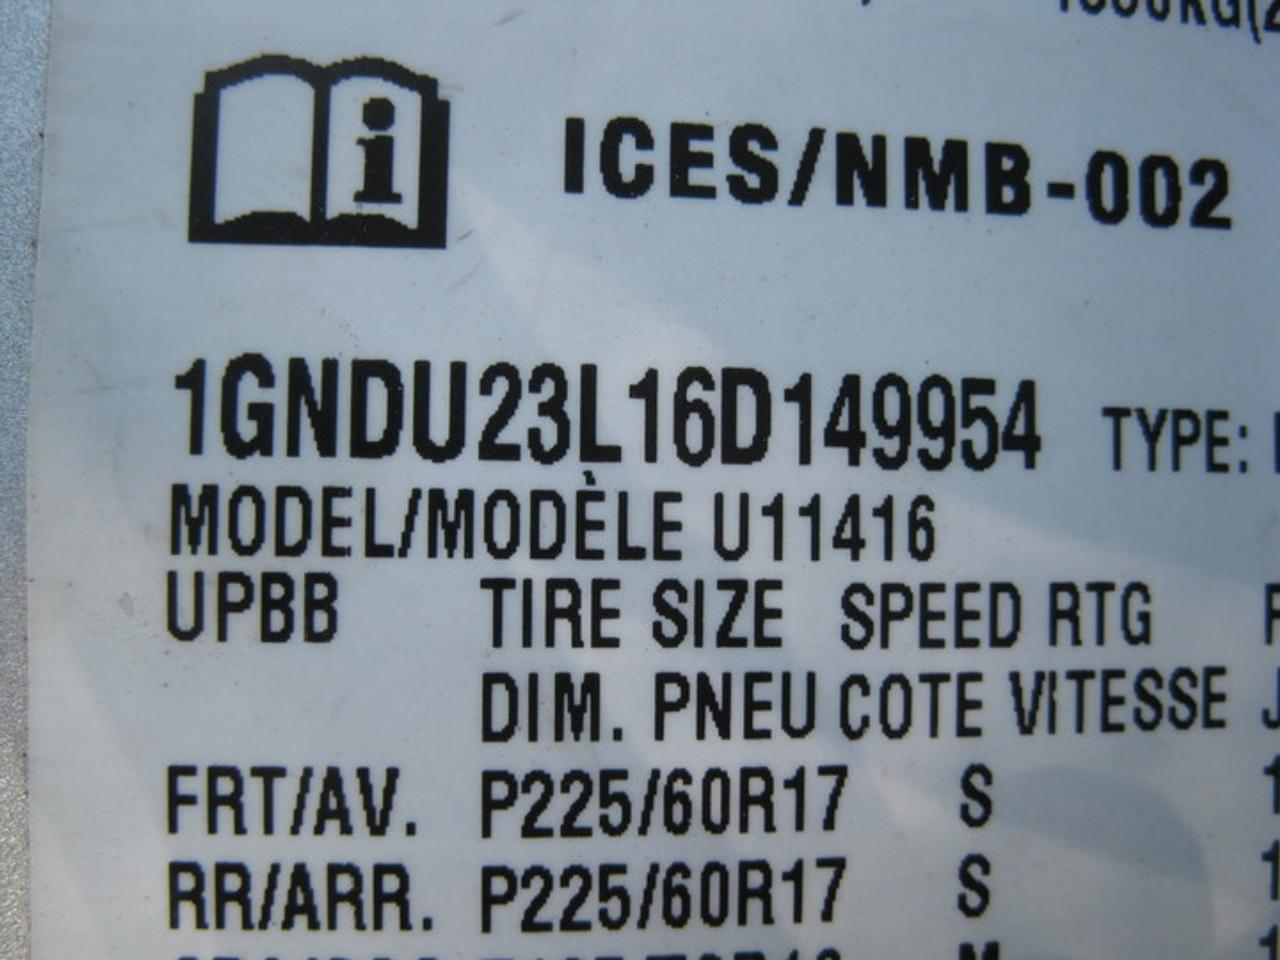 ICES/NMB-002
1GNDU23L16D149954 TYPE:
MODEL/MODÈLE U11416
UPBB TIRE SIZE SPEED RTG
DIM. PNEU COTE VITESSE
FRT/AV. P225/60R17 S
RR/ARR. P225/60R17 S